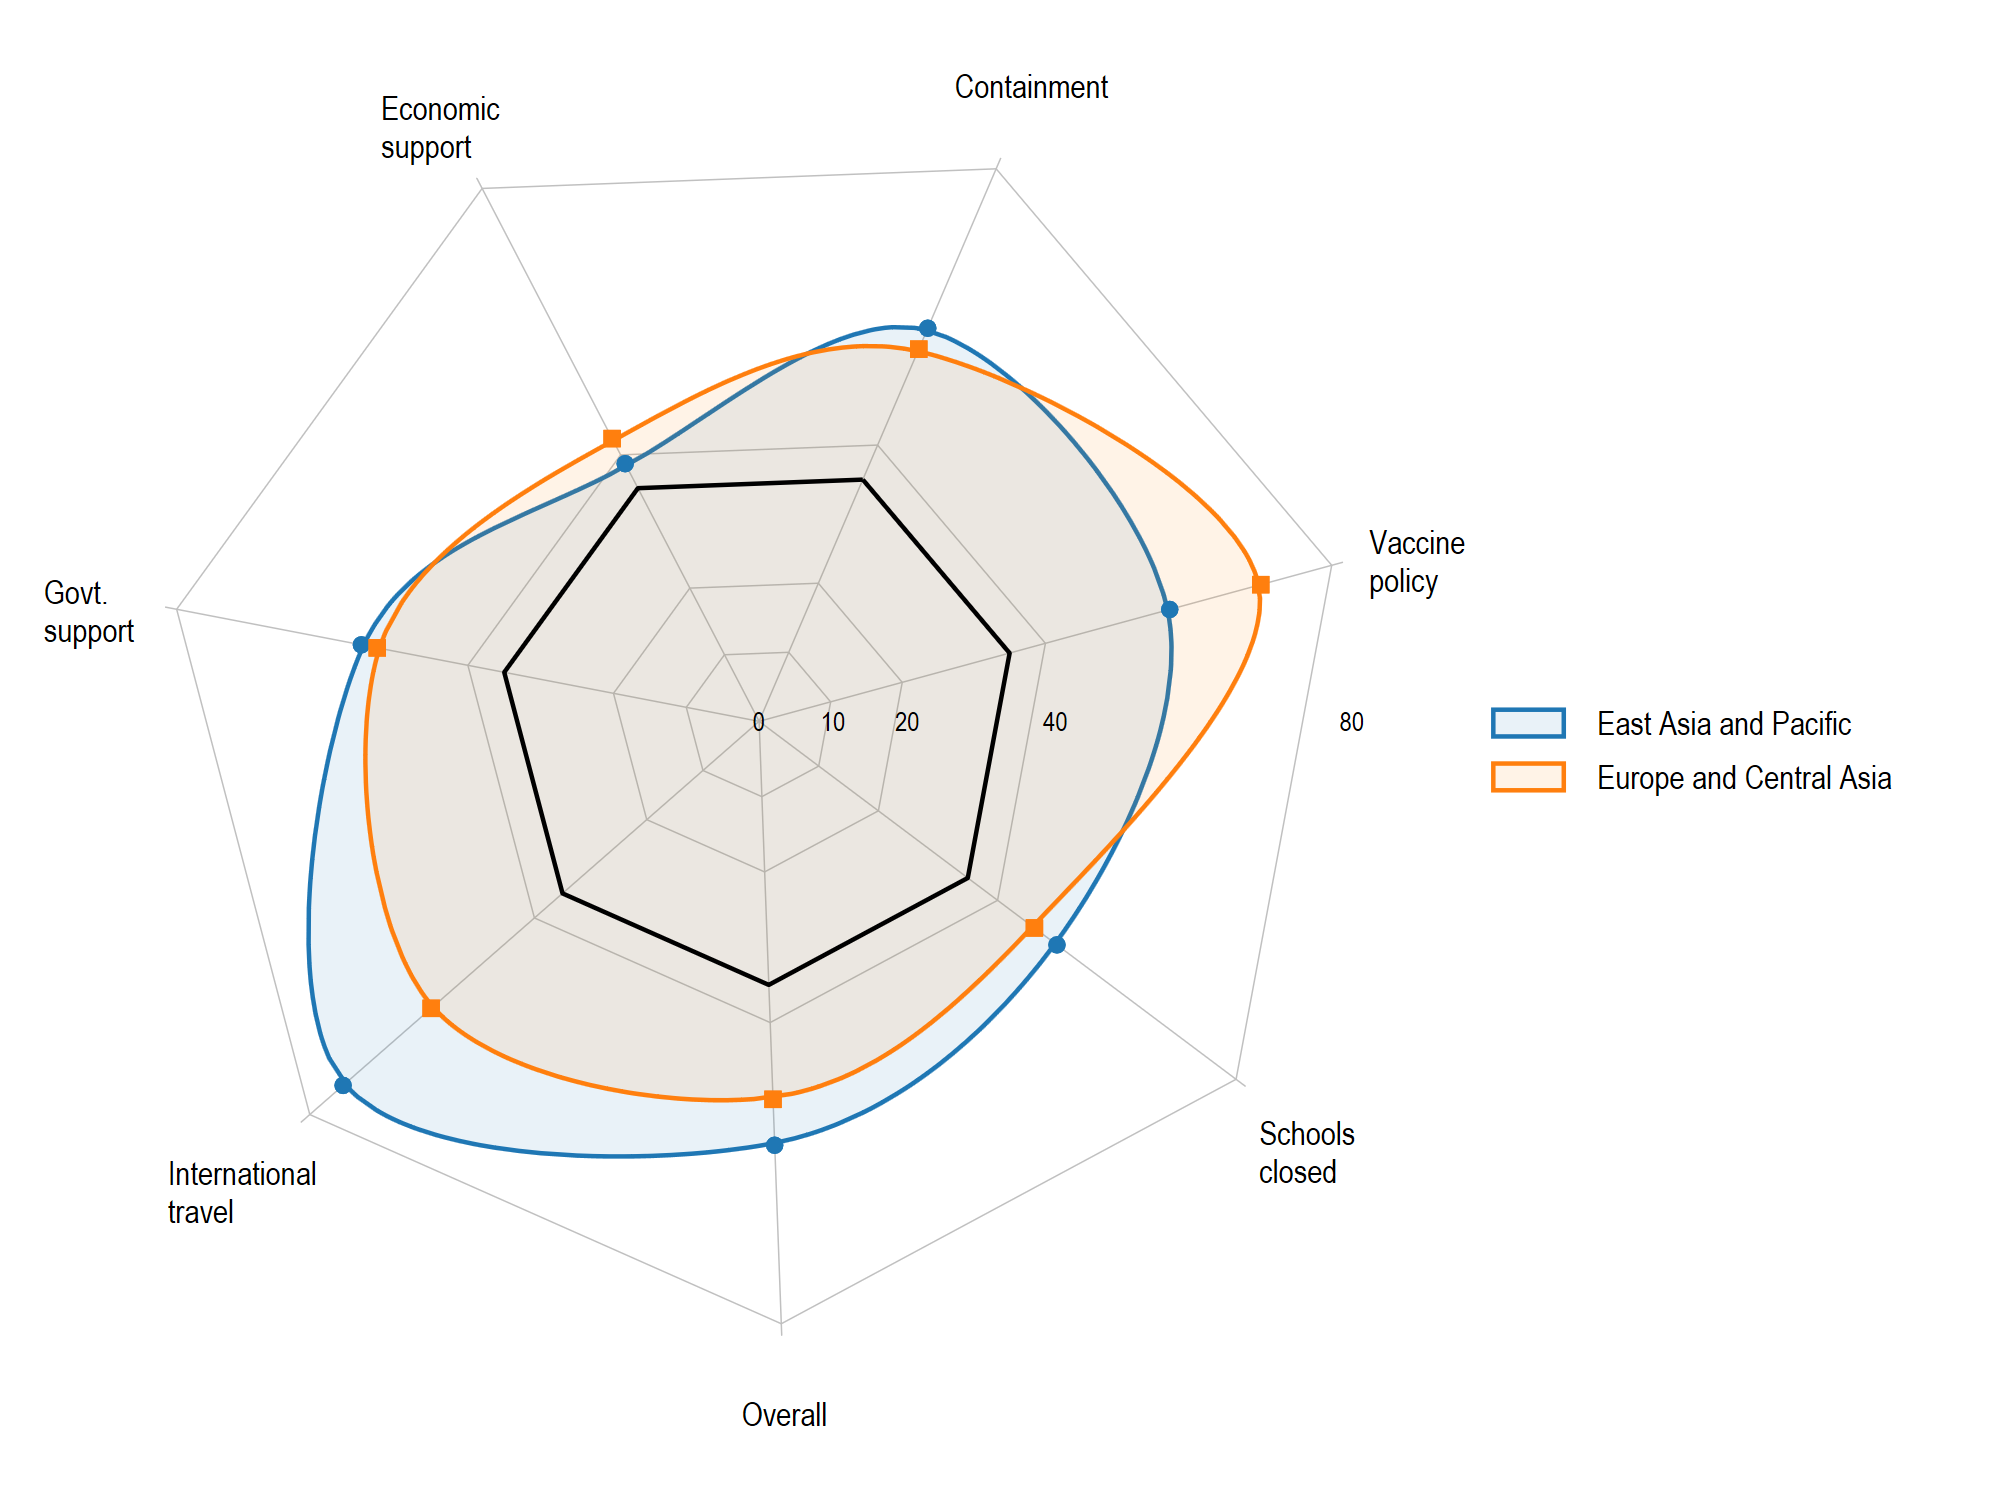 Containment
Economic
support
Vaccine
policy
Govt.
support
0
10
20
40
80
East Asia and Pacific
Europe and Central Asia
Schools
closed
International
travel
Overall